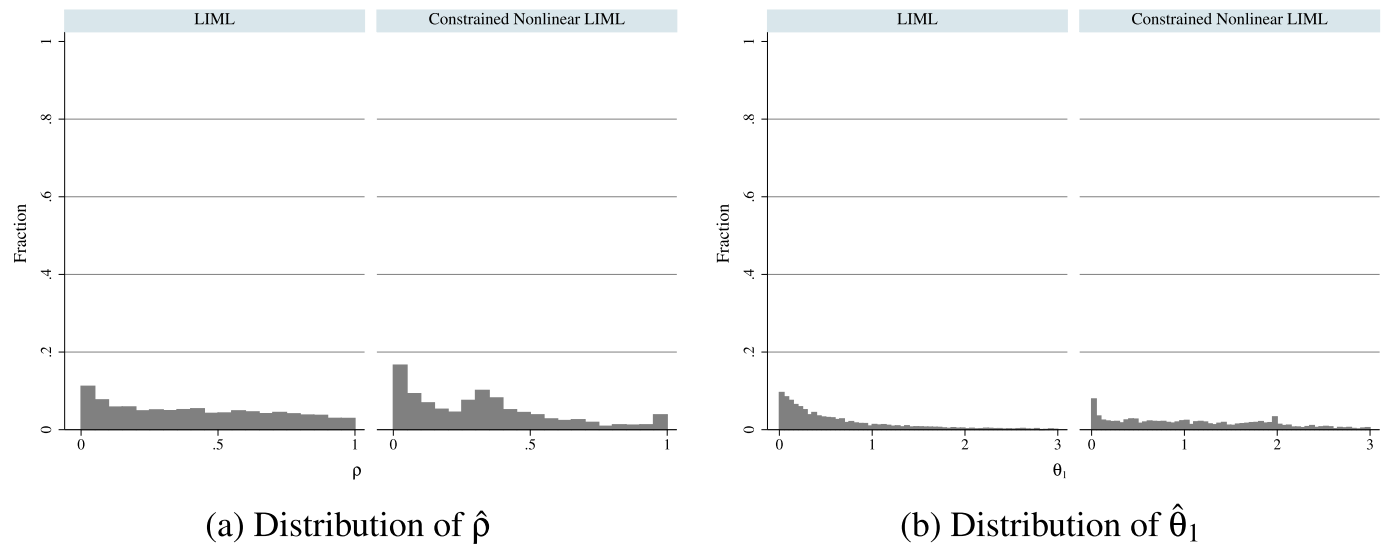 LIML
Constrained Nonlinear LIML
Fraction
1
.8
.6
.4
.2
0
0 .5 1
0 .5 1
ρ
(a) Distribution of ρ̂
LIML
Constrained Nonlinear LIML
Fraction
1
.8
.6
.4
.2
0
0 1 2 3
0 1 2 3
θ₁
(b) Distribution of θ̂₁